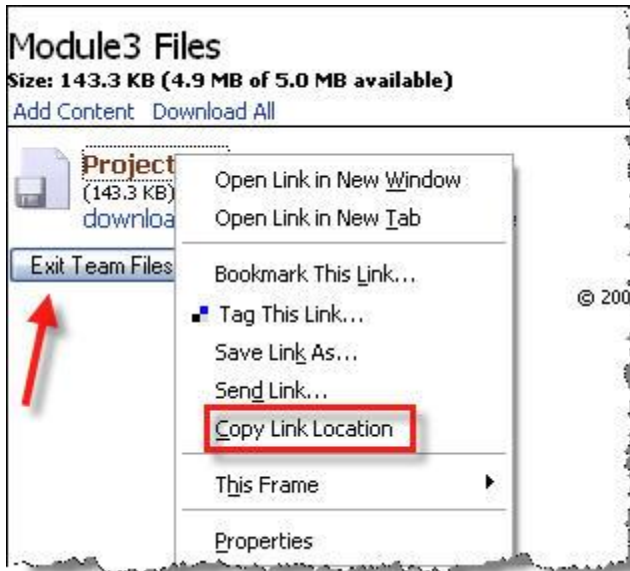 Module3 Files
Size: 143.3 KB (4.9 MB of 5.0 MB available)
Add Content Download All
Project
(143.3 KB)
downloa
Exit Team Files
Open Link in New Window
Open Link in New Tab
Bookmark This Link...
Tag This Link...
Save Link As...
Send Link...
Copy Link Location
This Frame
Properties
© 200